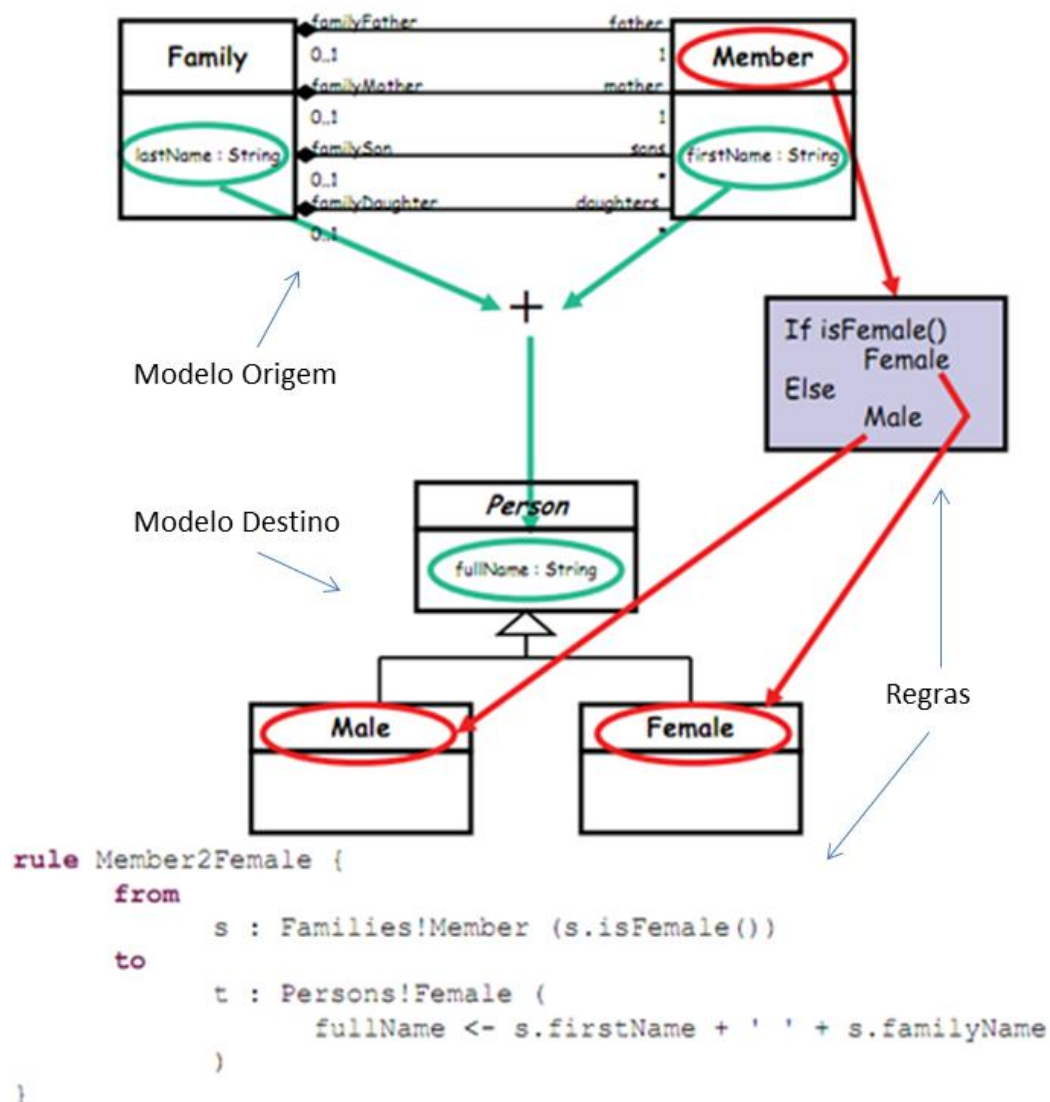 familyFather father
Family Member
0..1 1
familyMother mother
0..1 1
lastName : String familySon sons firstName : String
0..1 *
familyDaughter daughters
0..1 *
+
If isFemale()
Female
Else
Male
Modelo Origem
Modelo Destino
Person
fullName : String
Regras
Male Female
rule Member2Female {
from
s : Families!Member (s.isFemale())
to
t : Persons!Female (
fullName <- s.firstName + ' ' + s.familyName
)
}